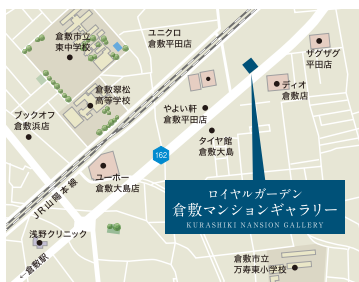 倉敷市立
東中学校
ユニクロ
倉敷平田店
ザグザグ
平田店
倉敷翠松
高等学校
ディオ
倉敷店
ブックオフ
倉敷浜店
やよい軒
倉敷平田店
タイヤ館
倉敷大島
162
ユーホー
倉敷大島店
JR山陽本線
ロイヤルガーデン
倉敷マンションギャラリー
KURASHIKI NANSION GALLERY
浅野クリニック
←倉敷駅
倉敷市立
万寿東小学校